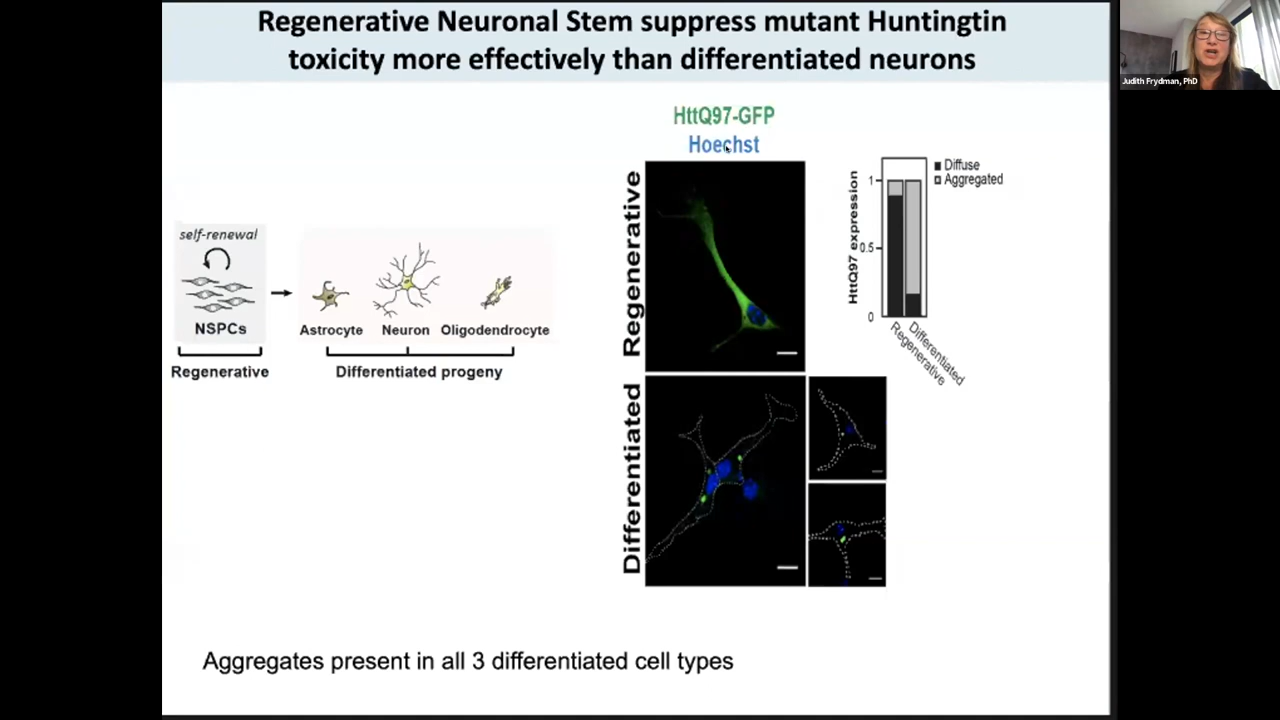 Regenerative Neuronal Stem suppress mutant Huntingtin
toxicity more effectively than differentiated neurons
Judith Frydman, PhD
HttQ97-GFP
Hoechst
self-renewal
NSPCs
Regenerative
Astrocyte
Neuron
Oligodendrocyte
Differentiated progeny
Regenerative
Differentiated
HttQ97 expression
1
0.5
0
Diffuse
Aggregated
Regenerative
Differentiated
Aggregates present in all 3 differentiated cell types